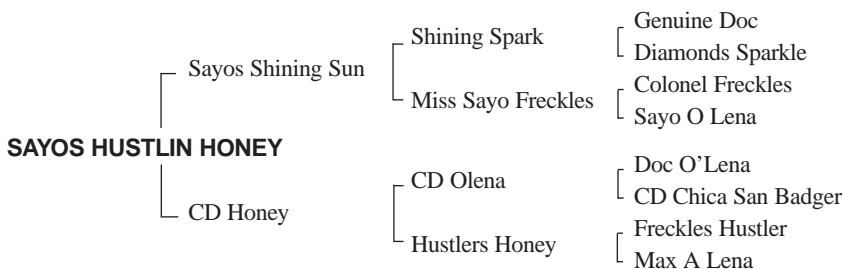 Genuine Doc
Shining Spark
Diamonds Sparkle
Sayos Shining Sun
Colonel Freckles
Miss Sayo Freckles
Sayo O Lena
SAYOS HUSTLIN HONEY
Doc O’Lena
CD Olena
CD Chica San Badger
CD Honey
Freckles Hustler
Hustlers Honey
Max A Lena